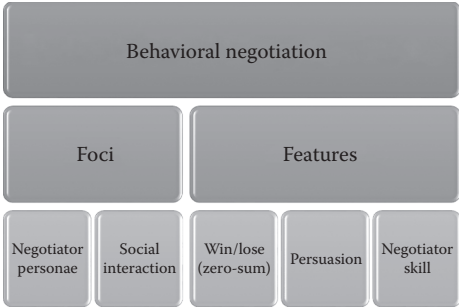 Behavioral negotiation
Foci
Features
Negotiator
personae
Social
interaction
Win/lose
(zero-sum)
Persuasion
Negotiator
skill